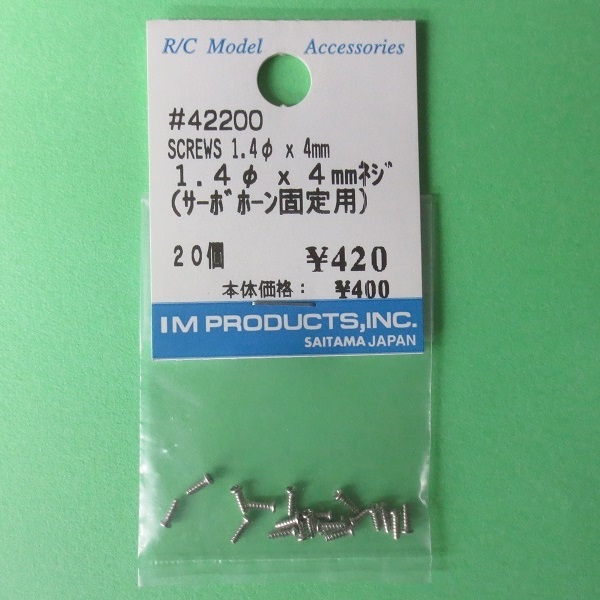 R/C Model Accessories
#42200
SCREWS 1.4φ x 4mm
1.4φ x 4mmネジ
(サーボホーン固定用)
20個 ¥420
本体価格: ¥400
IM PRODUCTS,INC.
SAITAMA JAPAN